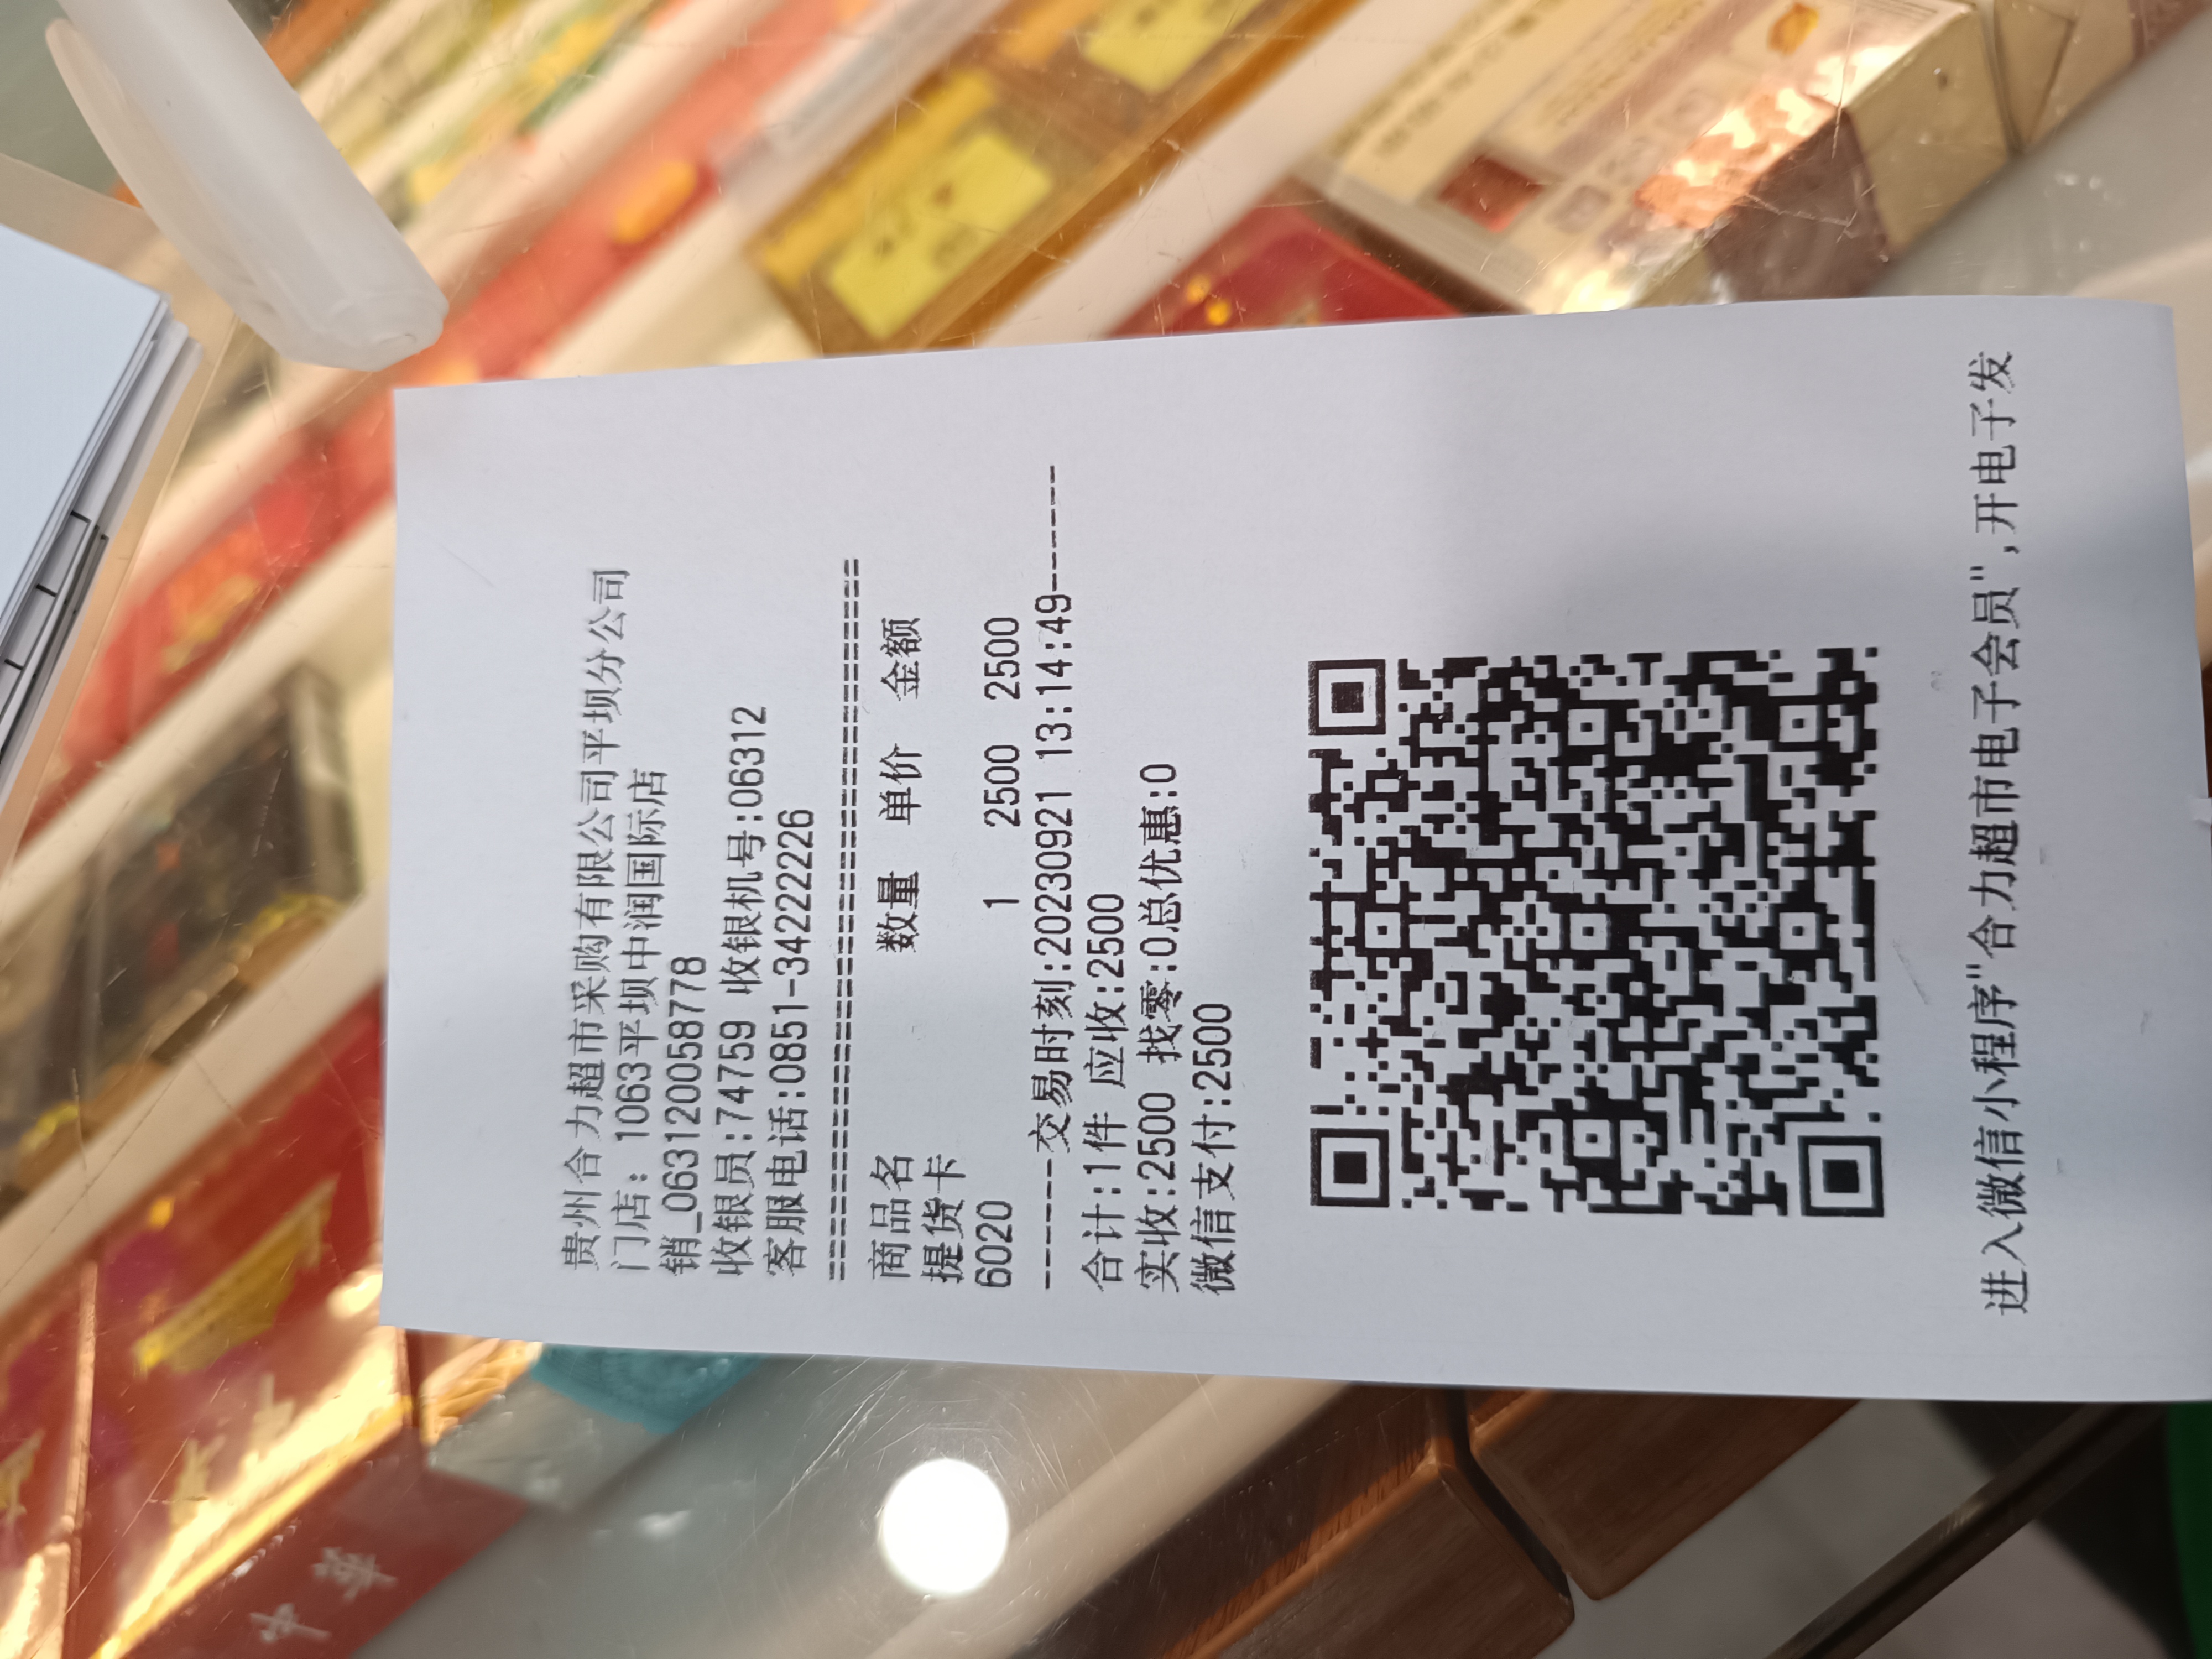 贵州合力超市采购有限公司平坝分公司
门店: 1063平坝中润国际店
销_063120058778
收银员:74759 收银机号:06312
客服电话:0851-34222226
================================================
商品名 数量 单价 金额
提货卡
6020 1 2500 2500
-------交易时刻:20230921 13:14:49-------
合计:1件 应收:2500
实收:2500 找零:0总优惠:0
微信支付:2500
进入微信小程序"合力超市电子会员",开电子发
中华